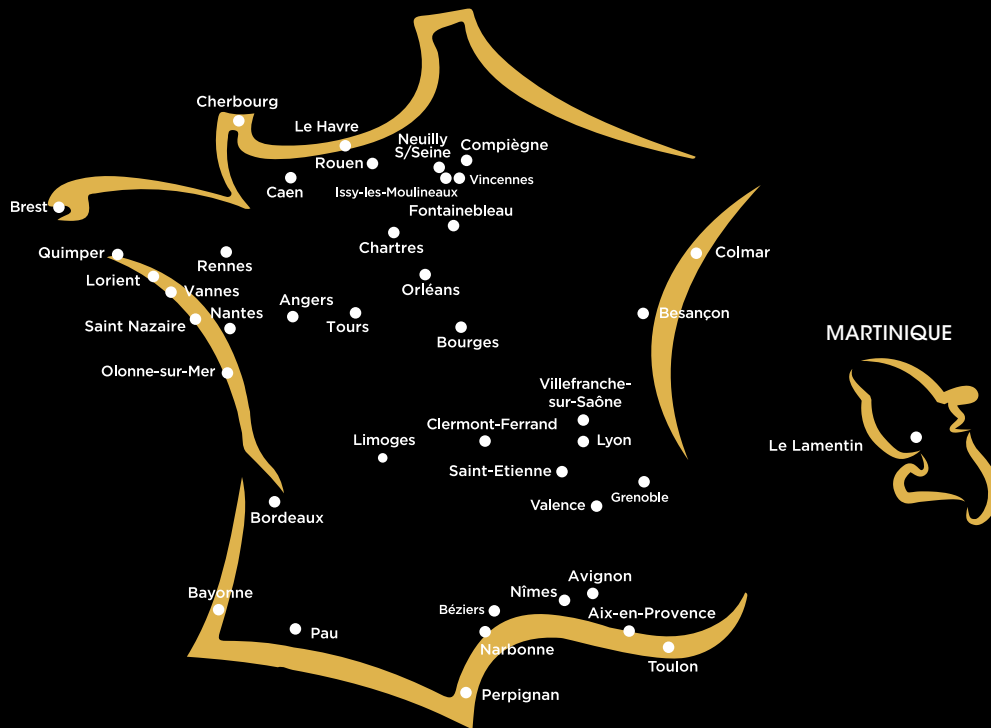 Cherbourg
Le Havre
Neuilly
S/Seine
Compiègne
Rouen
Caen
Issy-les-Moulineaux
Vincennes
Brest
Fontainebleau
Chartres
Quimper
Rennes
Colmar
Lorient
Vannes
Orléans
Angers
Nantes
Saint Nazaire
Tours
Besançon
Bourges
MARTINIQUE
Olonne-sur-Mer
Villefranche-
sur-Saône
Clermont-Ferrand
Limoges
Lyon
Le Lamentin
Saint-Etienne
Grenoble
Valence
Bordeaux
Avignon
Nîmes
Bayonne
Béziers
Aix-en-Provence
Pau
Narbonne
Toulon
Perpignan